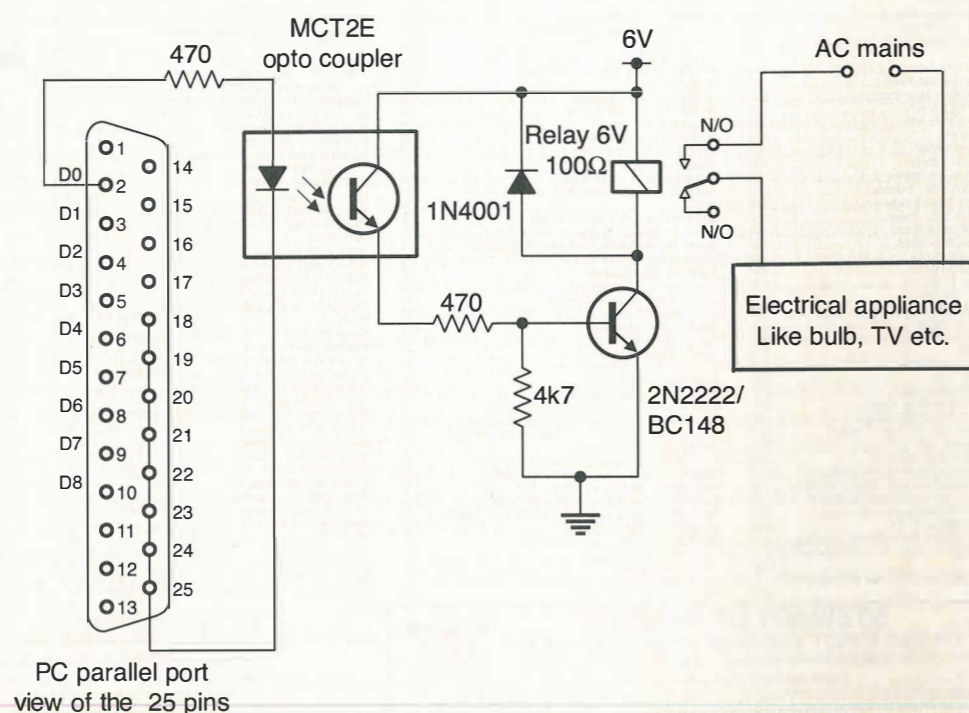 MCT2E
opto coupler
470
6V
AC mains
N/O
Relay 6V
100Ω
1N4001
N/O
D0
D1
D2
D3
D4
D5
D6
D7
D8
1
2
3
4
5
6
7
8
9
10
11
12
13
14
15
16
17
18
19
20
21
22
23
24
25
470
4k7
2N2222/
BC148
Electrical appliance
Like bulb, TV etc.
PC parallel port
view of the 25 pins